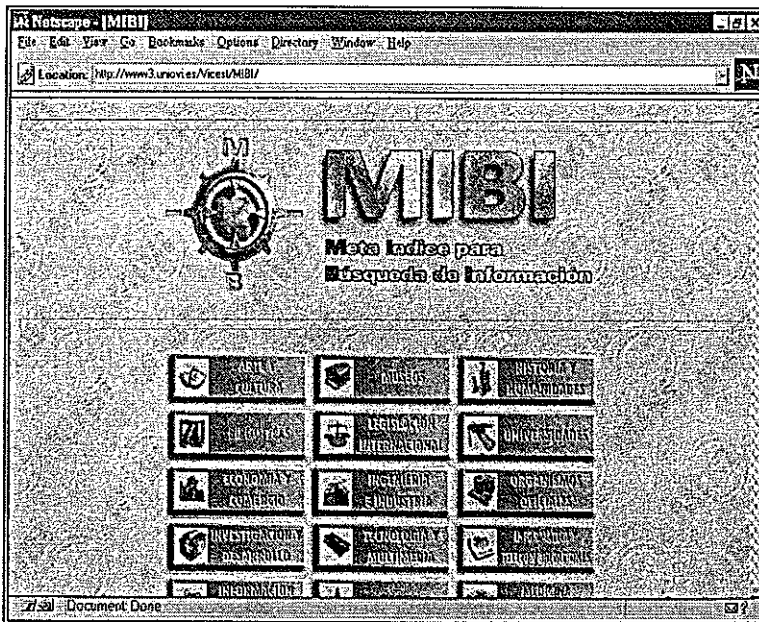 Netscape - [MIBI]
File Edit View Go Bookmarks Options Directory Window Help
Location: http://www3.uniovi.es/Vicest/MIBI/
N
M
B
MIBI
Meta Indice para
Búsqueda de Información
ARTE Y
CULTURA
MUSEOS
HISTORIA Y
HUMANIDADES
LEGISLACION
INTERNACIONAL
UNIVERSIDADES
ECONOMIA Y
COMERCIO
INGENIERIA
E INDUSTRIA
ORGANISMOS
OFICIALES
INVESTIGACION Y
DESARROLLO
TECNOLOGIA Y
MULTIMEDIA
INFORMACION
Document: Done